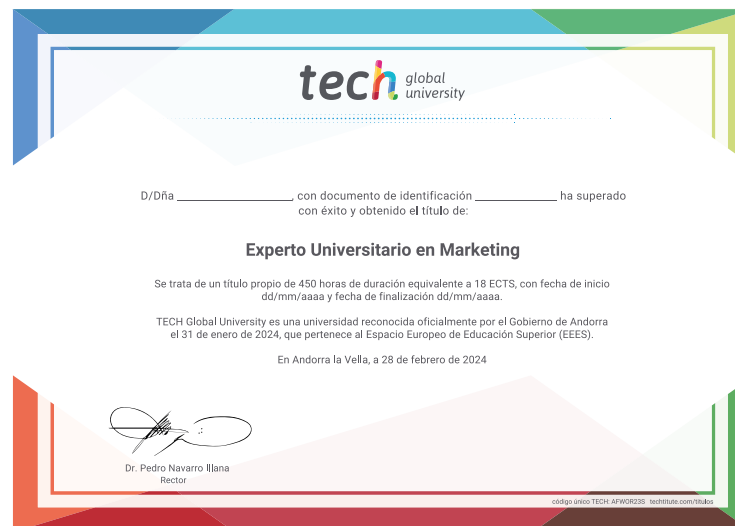 tech global university
D/Dña ____________________, con documento de identificación ______________ ha superado
con éxito y obtenido el título de:
Experto Universitario en Marketing
Se trata de un título propio de 450 horas de duración equivalente a 18 ECTS, con fecha de inicio
dd/mm/aaaa y fecha de finalización dd/mm/aaaa.
TECH Global University es una universidad reconocida oficialmente por el Gobierno de Andorra
el 31 de enero de 2024, que pertenece al Espacio Europeo de Educación Superior (EEES).
En Andorra la Vella, a 28 de febrero de 2024
Dr. Pedro Navarro Illana
Rector
código único TECH: AFWOR23S techtitute.com/titulos